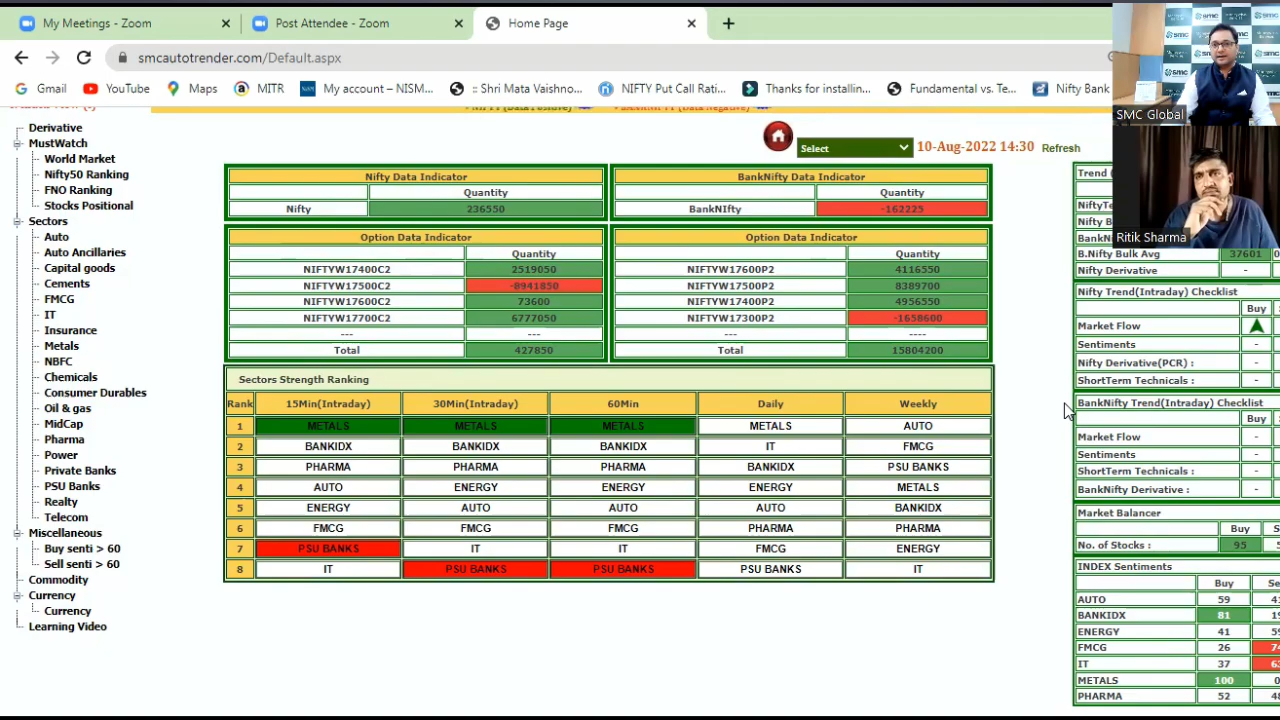 My Meetings - Zoom
Post Attendee - Zoom
Home Page
smcautotrender.com/Default.aspx
Gmail
YouTube
Maps
MITR
My account – NISM...
:: Shri Mata Vaishno...
NIFTY Put Call Rati...
Thanks for installin...
Fundamental vs. Te...
Nifty Bank
SMC Global
Ritik Sharma
Derivative
MustWatch
World Market
Nifty50 Ranking
FNO Ranking
Stocks Positional
Sectors
Auto
Auto Ancillaries
Capital goods
Cements
FMCG
IT
Insurance
Metals
NBFC
Chemicals
Consumer Durables
Oil & gas
MidCap
Pharma
Power
Private Banks
PSU Banks
Realty
Telecom
Miscellaneous
Buy senti > 60
Sell senti > 60
Commodity
Currency
Currency
Learning Video
Select
10-Aug-2022 14:30 Refresh
Nifty Data Indicator
Quantity
Nifty 236550
BankNifty Data Indicator
Quantity
BankNIfty -162225
Option Data Indicator
Quantity
NIFTYW17400C2 2519050
NIFTYW17500C2 -8941850
NIFTYW17600C2 73600
NIFTYW17700C2 6777050
--- ---
Total 427850
Option Data Indicator
Quantity
NIFTYW17600P2 4116550
NIFTYW17500P2 8389700
NIFTYW17400P2 4956550
NIFTYW17300P2 -1658600
--- ----
Total 15804200
Sectors Strength Ranking
Rank 15Min(Intraday) 30Min(Intraday) 60Min Daily Weekly
1 METALS METALS METALS METALS AUTO
2 BANKIDX BANKIDX BANKIDX IT FMCG
3 PHARMA PHARMA PHARMA BANKIDX PSU BANKS
4 AUTO ENERGY ENERGY ENERGY METALS
5 ENERGY AUTO AUTO AUTO BANKIDX
6 FMCG FMCG FMCG PHARMA PHARMA
7 PSU BANKS IT IT FMCG ENERGY
8 IT PSU BANKS PSU BANKS PSU BANKS IT
Trend
B.Nifty Bulk Avg 37601
Nifty Derivative -
Nifty Trend(Intraday) Checklist
Buy
Market Flow
Sentiments -
Nifty Derivative(PCR) : -
ShortTerm Technicals : -
BankNifty Trend(Intraday) Checklist
Buy
Market Flow -
Sentiments -
ShortTerm Technicals : -
BankNifty Derivative : -
Market Balancer
Buy
No. of Stocks : 95
INDEX Sentiments
Buy
AUTO 59
BANKIDX 81
ENERGY 41
FMCG 26
IT 37
METALS 100
PHARMA 52